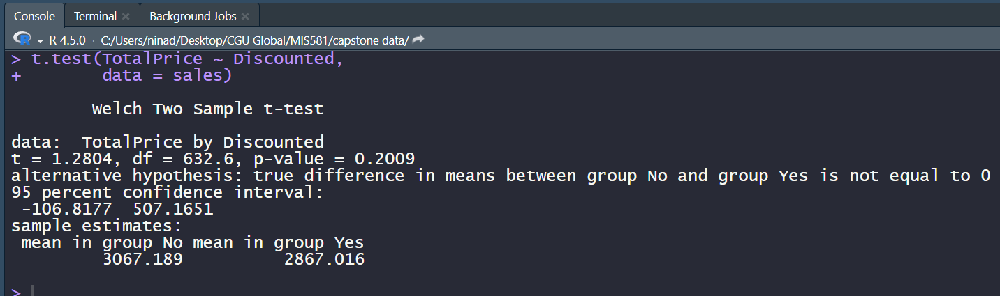 Console Terminal Background Jobs
R R 4.5.0 · C:/Users/ninad/Desktop/CGU Global/MIS581/capstone data/
> t.test(TotalPrice ~ Discounted,
+        data = sales)
Welch Two Sample t-test
data:  TotalPrice by Discounted
t = 1.2804, df = 632.6, p-value = 0.2009
alternative hypothesis: true difference in means between group No and group Yes is not equal to 0
95 percent confidence interval:
 -106.8177  507.1651
sample estimates:
 mean in group No mean in group Yes
         3067.189          2867.016
>